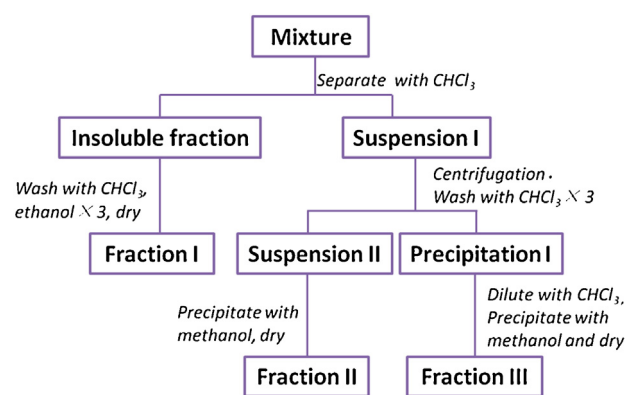 Mixture
Separate with CHCl₃
Insoluble fraction
Suspension I
Wash with CHCl₃,
ethanol × 3, dry
Centrifugation.
Wash with CHCl₃ × 3
Fraction I
Suspension II
Precipitation I
Precipitate with
methanol, dry
Dilute with CHCl₃,
Precipitate with
methanol and dry
Fraction II
Fraction III